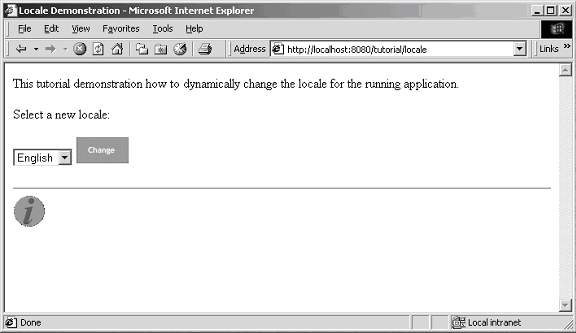 Locale Demonstration - Microsoft Internet Explorer
File Edit View Favorites Tools Help
Address http://localhost:8080/tutorial/locale Links »
This tutorial demonstration how to dynamically change the locale for the running application.
Select a new locale:
English Change
i
Done Local intranet